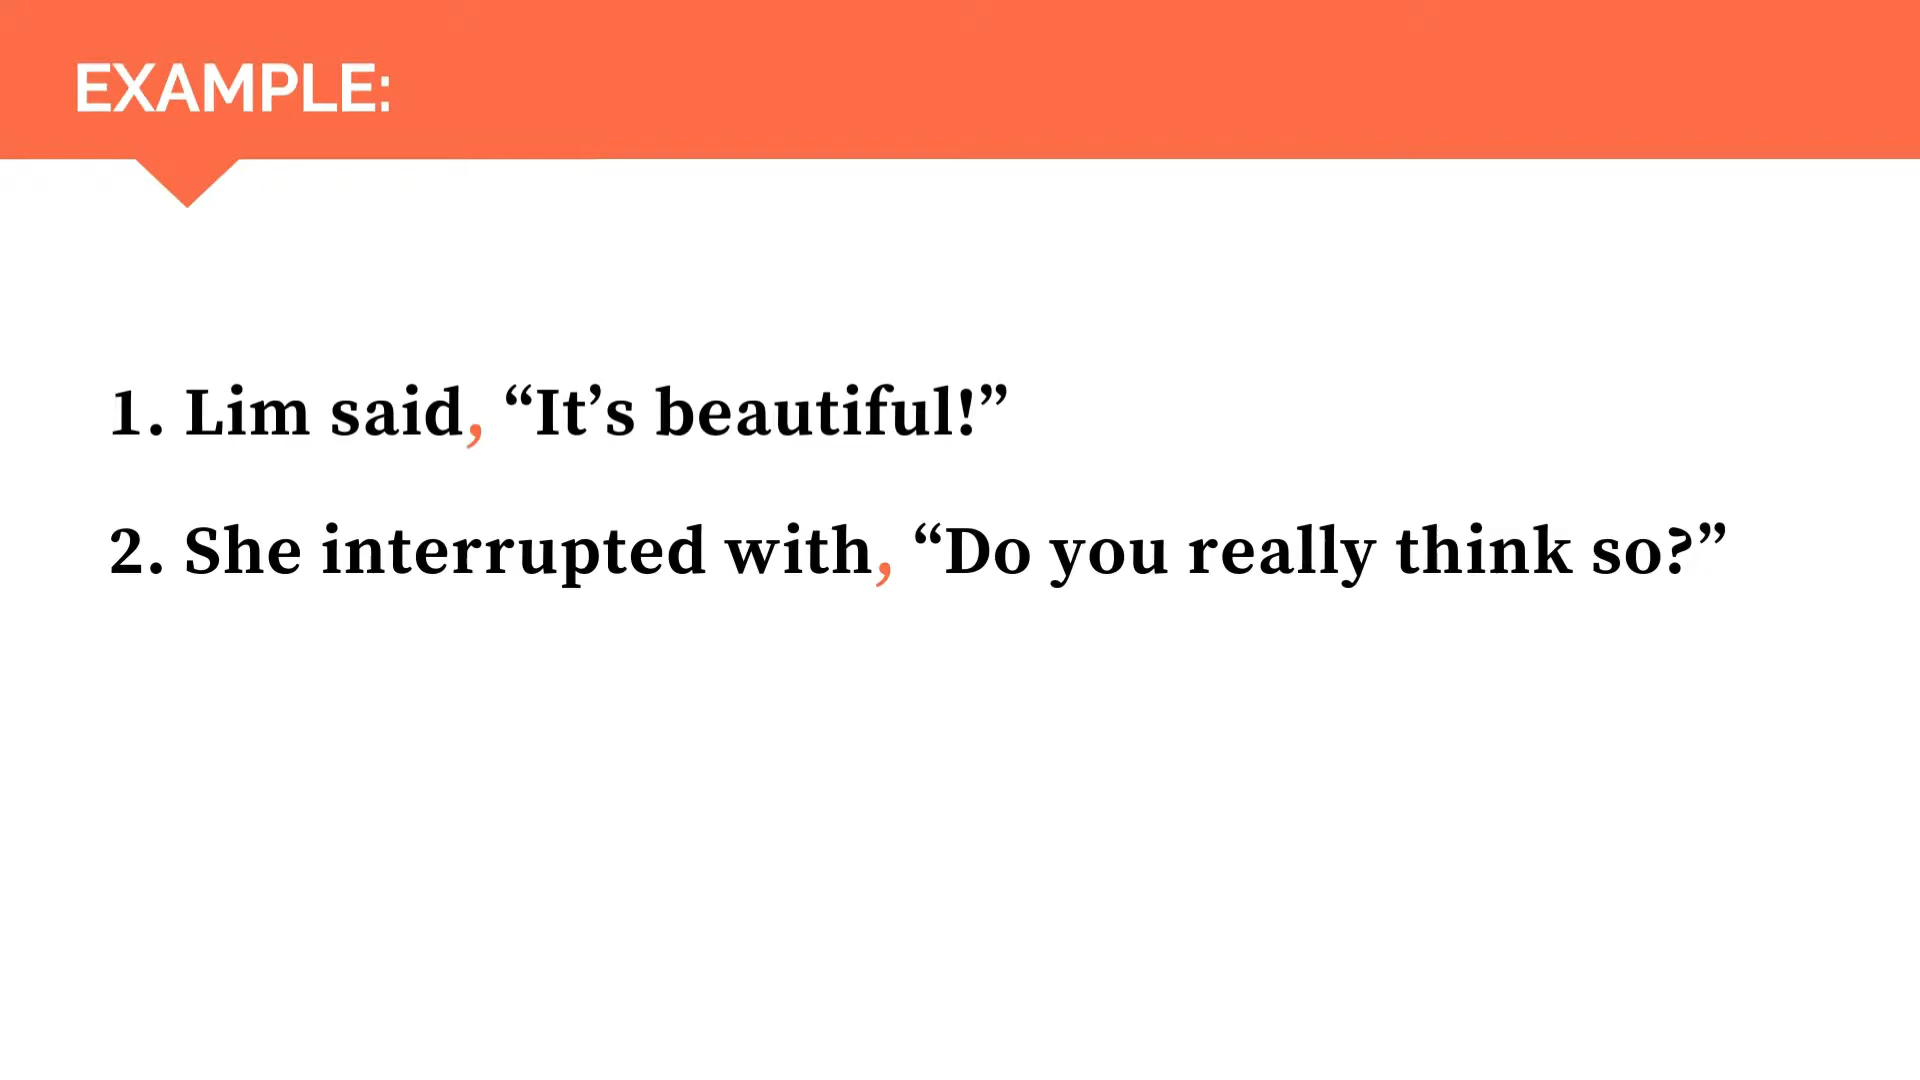 EXAMPLE:
1. Lim said, “It’s beautiful!”
2. She interrupted with, “Do you really think so?”